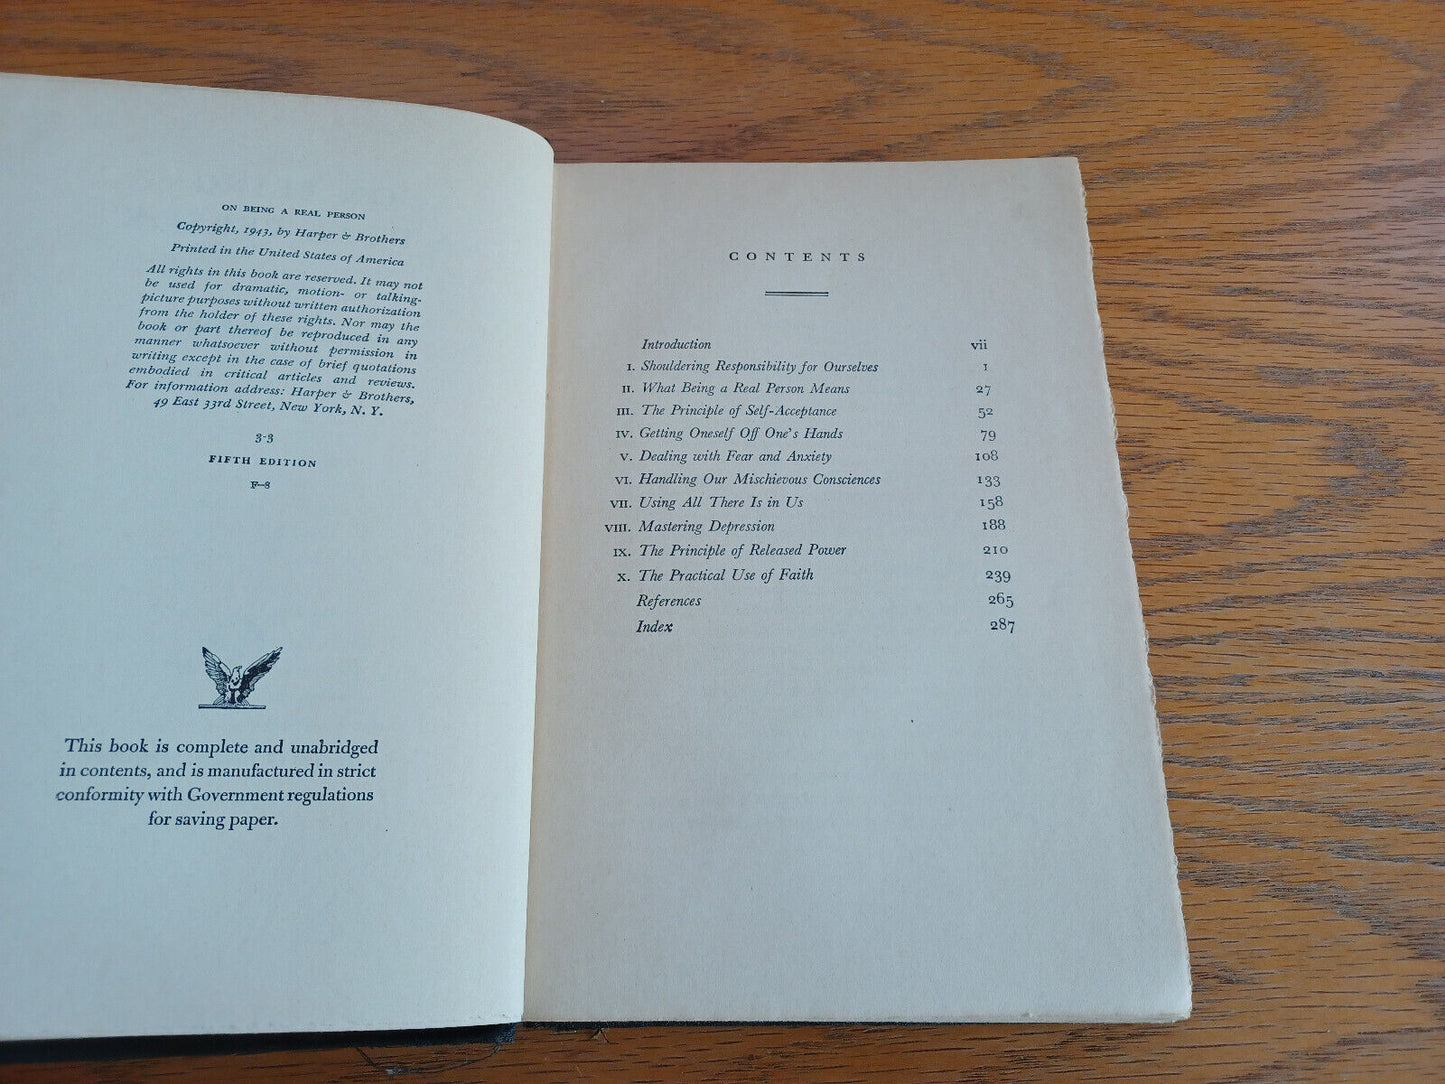 ON BEING A REAL PERSON
Copyright, 1943, by Harper & Brothers
Printed in the United States of America
All rights in this book are reserved. It may not
be used for dramatic, motion- or talking-
picture purposes without written authorization
from the holder of these rights. Nor may the
book or part thereof be reproduced in any
manner whatsoever without permission in
writing except in the case of brief quotations
embodied in critical articles and reviews.
For information address: Harper & Brothers,
49 East 33rd Street, New York, N. Y.
3-3
FIFTH EDITION
F-S
This book is complete and unabridged
in contents, and is manufactured in strict
conformity with Government regulations
for saving paper.
CONTENTS
Introduction vii
I. Shouldering Responsibility for Ourselves 1
II. What Being a Real Person Means 27
III. The Principle of Self-Acceptance 52
IV. Getting Oneself Off One's Hands 79
V. Dealing with Fear and Anxiety 108
VI. Handling Our Mischievous Consciences 133
VII. Using All There Is in Us 158
VIII. Mastering Depression 188
IX. The Principle of Released Power 210
X. The Practical Use of Faith 239
References 265
Index 287